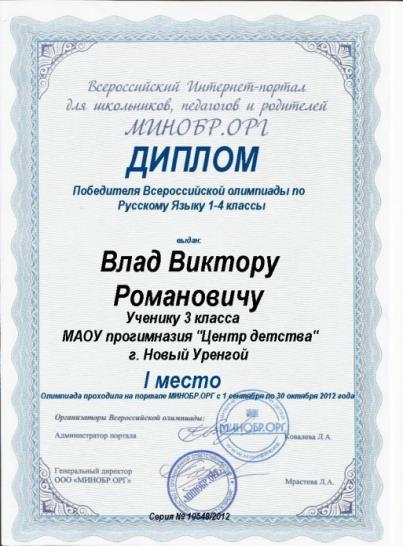 Всероссийский Интернет-портал
для школьников, педагогов и родителей
МИНОБР.ОРГ
ДИПЛОМ
Победителя Всероссийской олимпиады по
Русскому Языку 1-4 классы
выдан:
Влад Виктору
Романовичу
Ученику 3 класса
МАОУ прогимназия "Центр детства"
г. Новый Уренгой
I место
Олимпиада проходила на портале МИНОБР.ОРГ с 1 сентября по 30 октября 2012 года
Организаторы Всероссийской олимпиады:
Администратор портала Ковалева Л.А.
МИНОБР.ОРГ
Генеральный директор
ООО «МИНОБР.ОРГ» Мрастева Л.А.
МИНОБР.ОРГ
Серия № 10548/2012